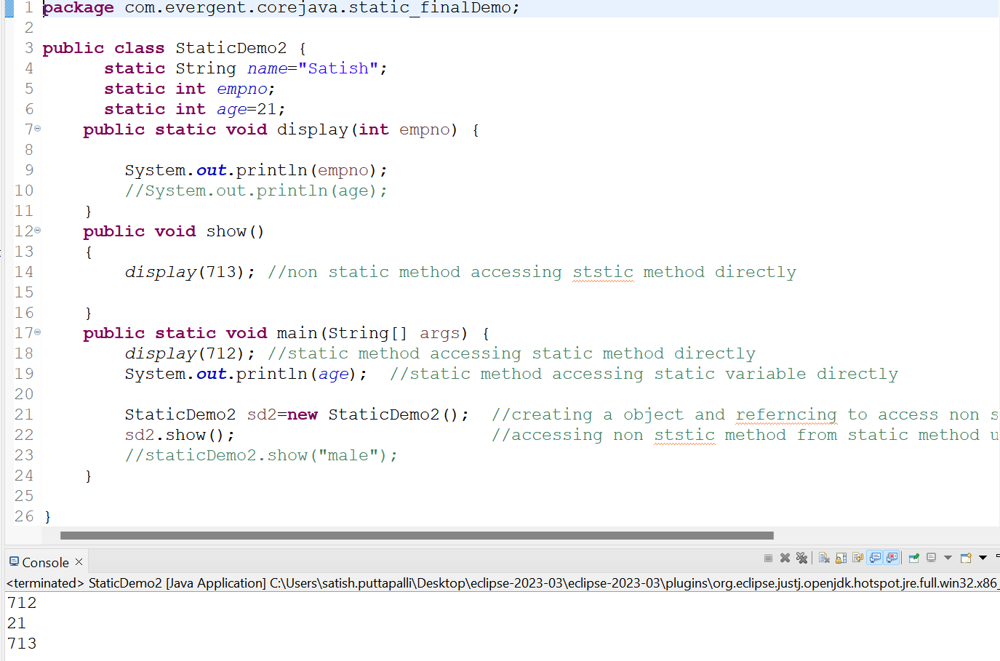 1 package com.evergent.corejava.static_finalDemo;
2
3 public class StaticDemo2 {
4 static String name="Satish";
5 static int empno;
6 static int age=21;
7 public static void display(int empno) {
8
9 System.out.println(empno);
10 //System.out.println(age);
11 }
12 public void show()
13 {
14 display(713); //non static method accessing ststic method directly
15
16 }
17 public static void main(String[] args) {
18 display(712); //static method accessing static method directly
19 System.out.println(age); //static method accessing static variable directly
20
21 StaticDemo2 sd2=new StaticDemo2(); //creating a object and referncing to access non s
22 sd2.show(); //accessing non ststic method from static method u
23 //staticDemo2.show("male");
24 }
25
26 }
Console ×
<terminated> StaticDemo2 [Java Application] C:\Users\satish.puttapalli\Desktop\eclipse-2023-03\eclipse-2023-03\plugins\org.eclipse.justj.openjdk.hotspot.jre.full.win32.x86_
712
21
713